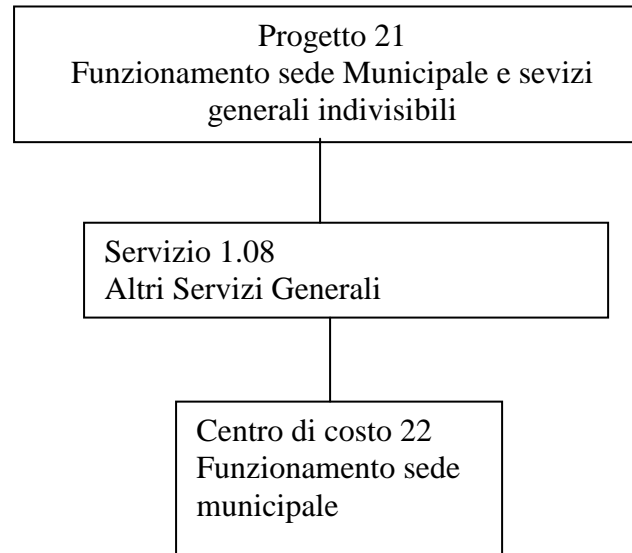 Progetto 21
Funzionamento sede Municipale e sevizi
generali indivisibili
Servizio 1.08
Altri Servizi Generali
Centro di costo 22
Funzionamento sede
municipale